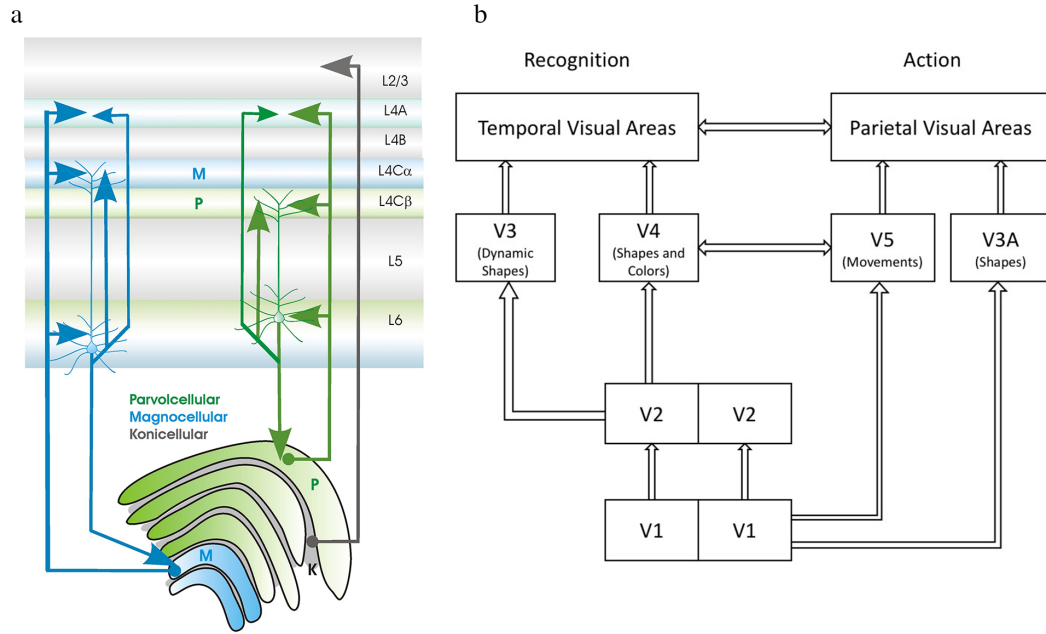 a
L2/3
L4A
L4B
L4Cα
M
L4Cβ
P
L5
L6
Parvolcellular
Magnocellular
Konicellular
P
M
K
b
Recognition
Action
Temporal Visual Areas
Parietal Visual Areas
V3
(Dynamic
Shapes)
V4
(Shapes and
Colors)
V5
(Movements)
V3A
(Shapes)
V2
V2
V1
V1